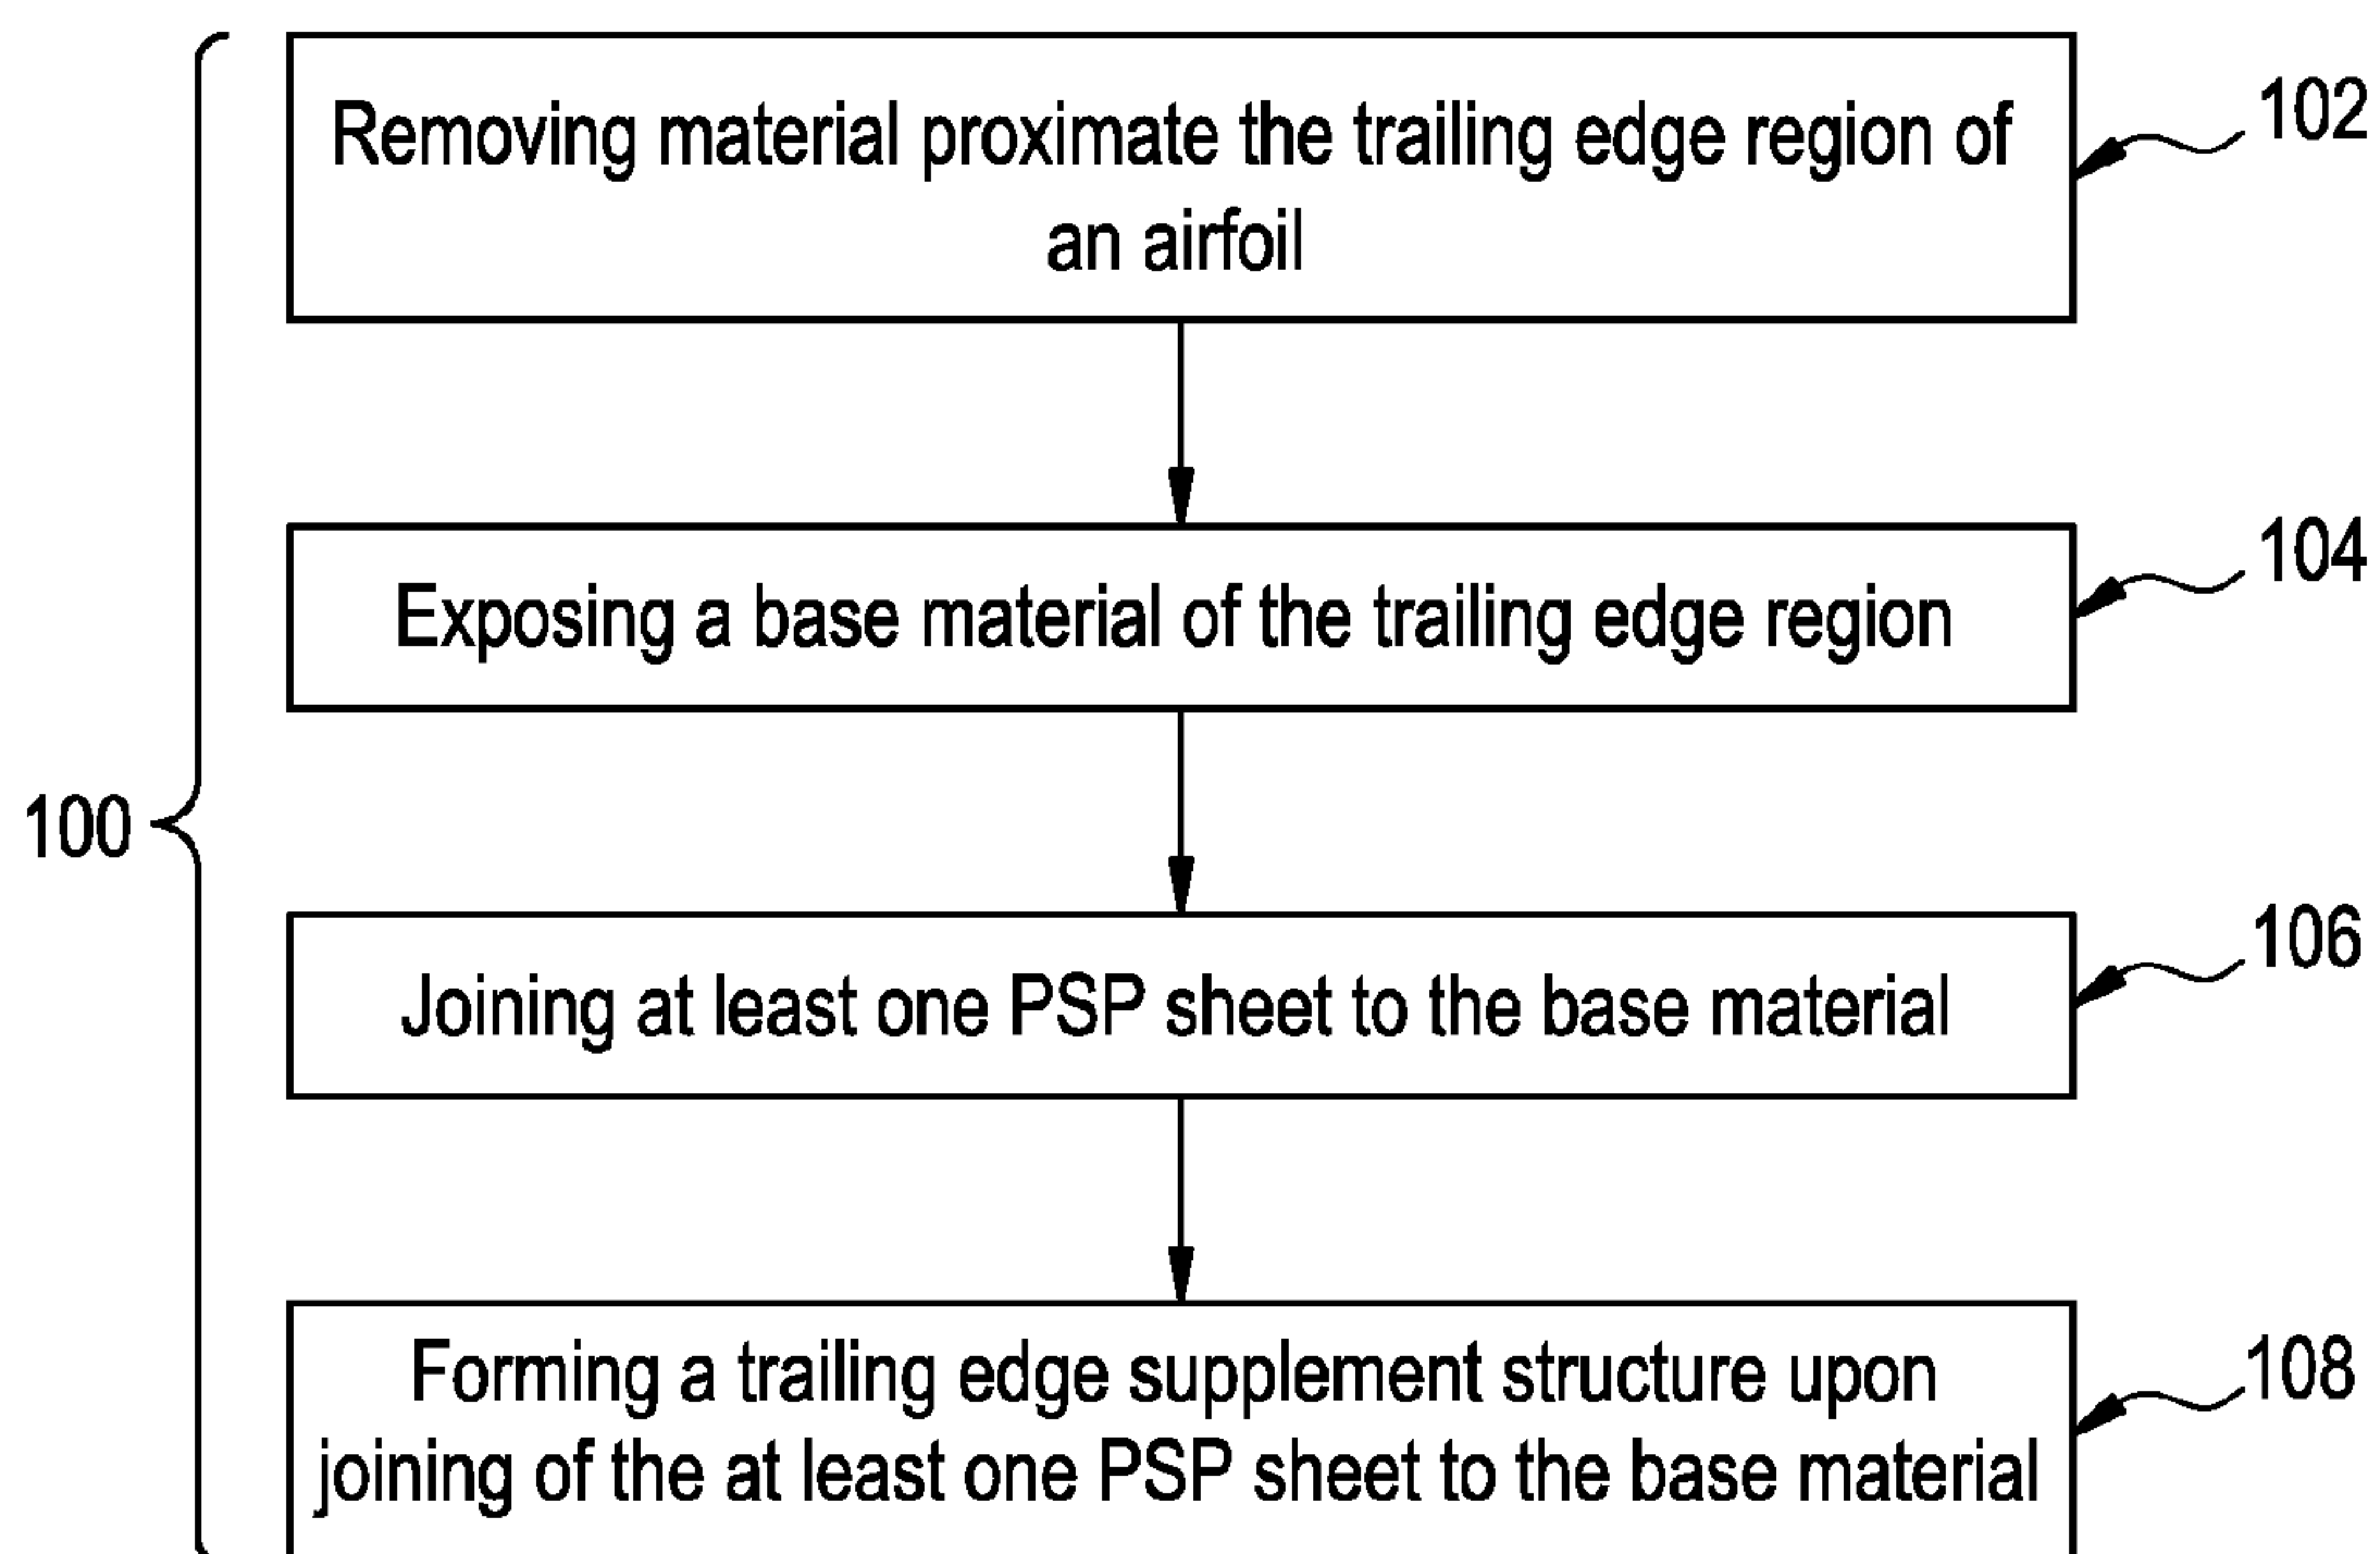 Removing material proximate the trailing edge region of
an airfoil
102
Exposing a base material of the trailing edge region
104
100
Joining at least one PSP sheet to the base material
106
Forming a trailing edge supplement structure upon
joining of the at least one PSP sheet to the base material
108